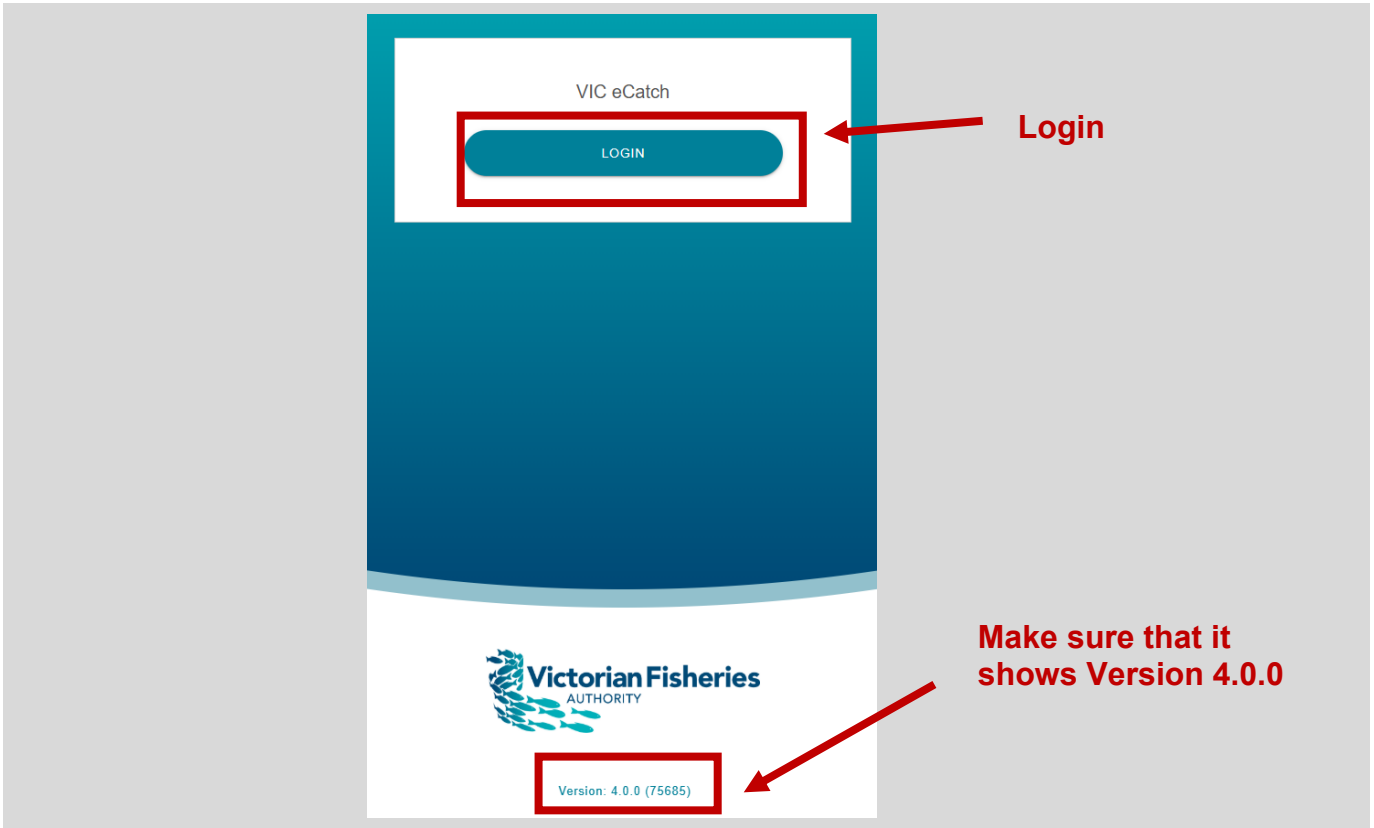 VIC eCatch
LOGIN
Login
Make sure that it
shows Version 4.0.0
Victorian Fisheries
AUTHORITY
Version: 4.0.0 (75685)